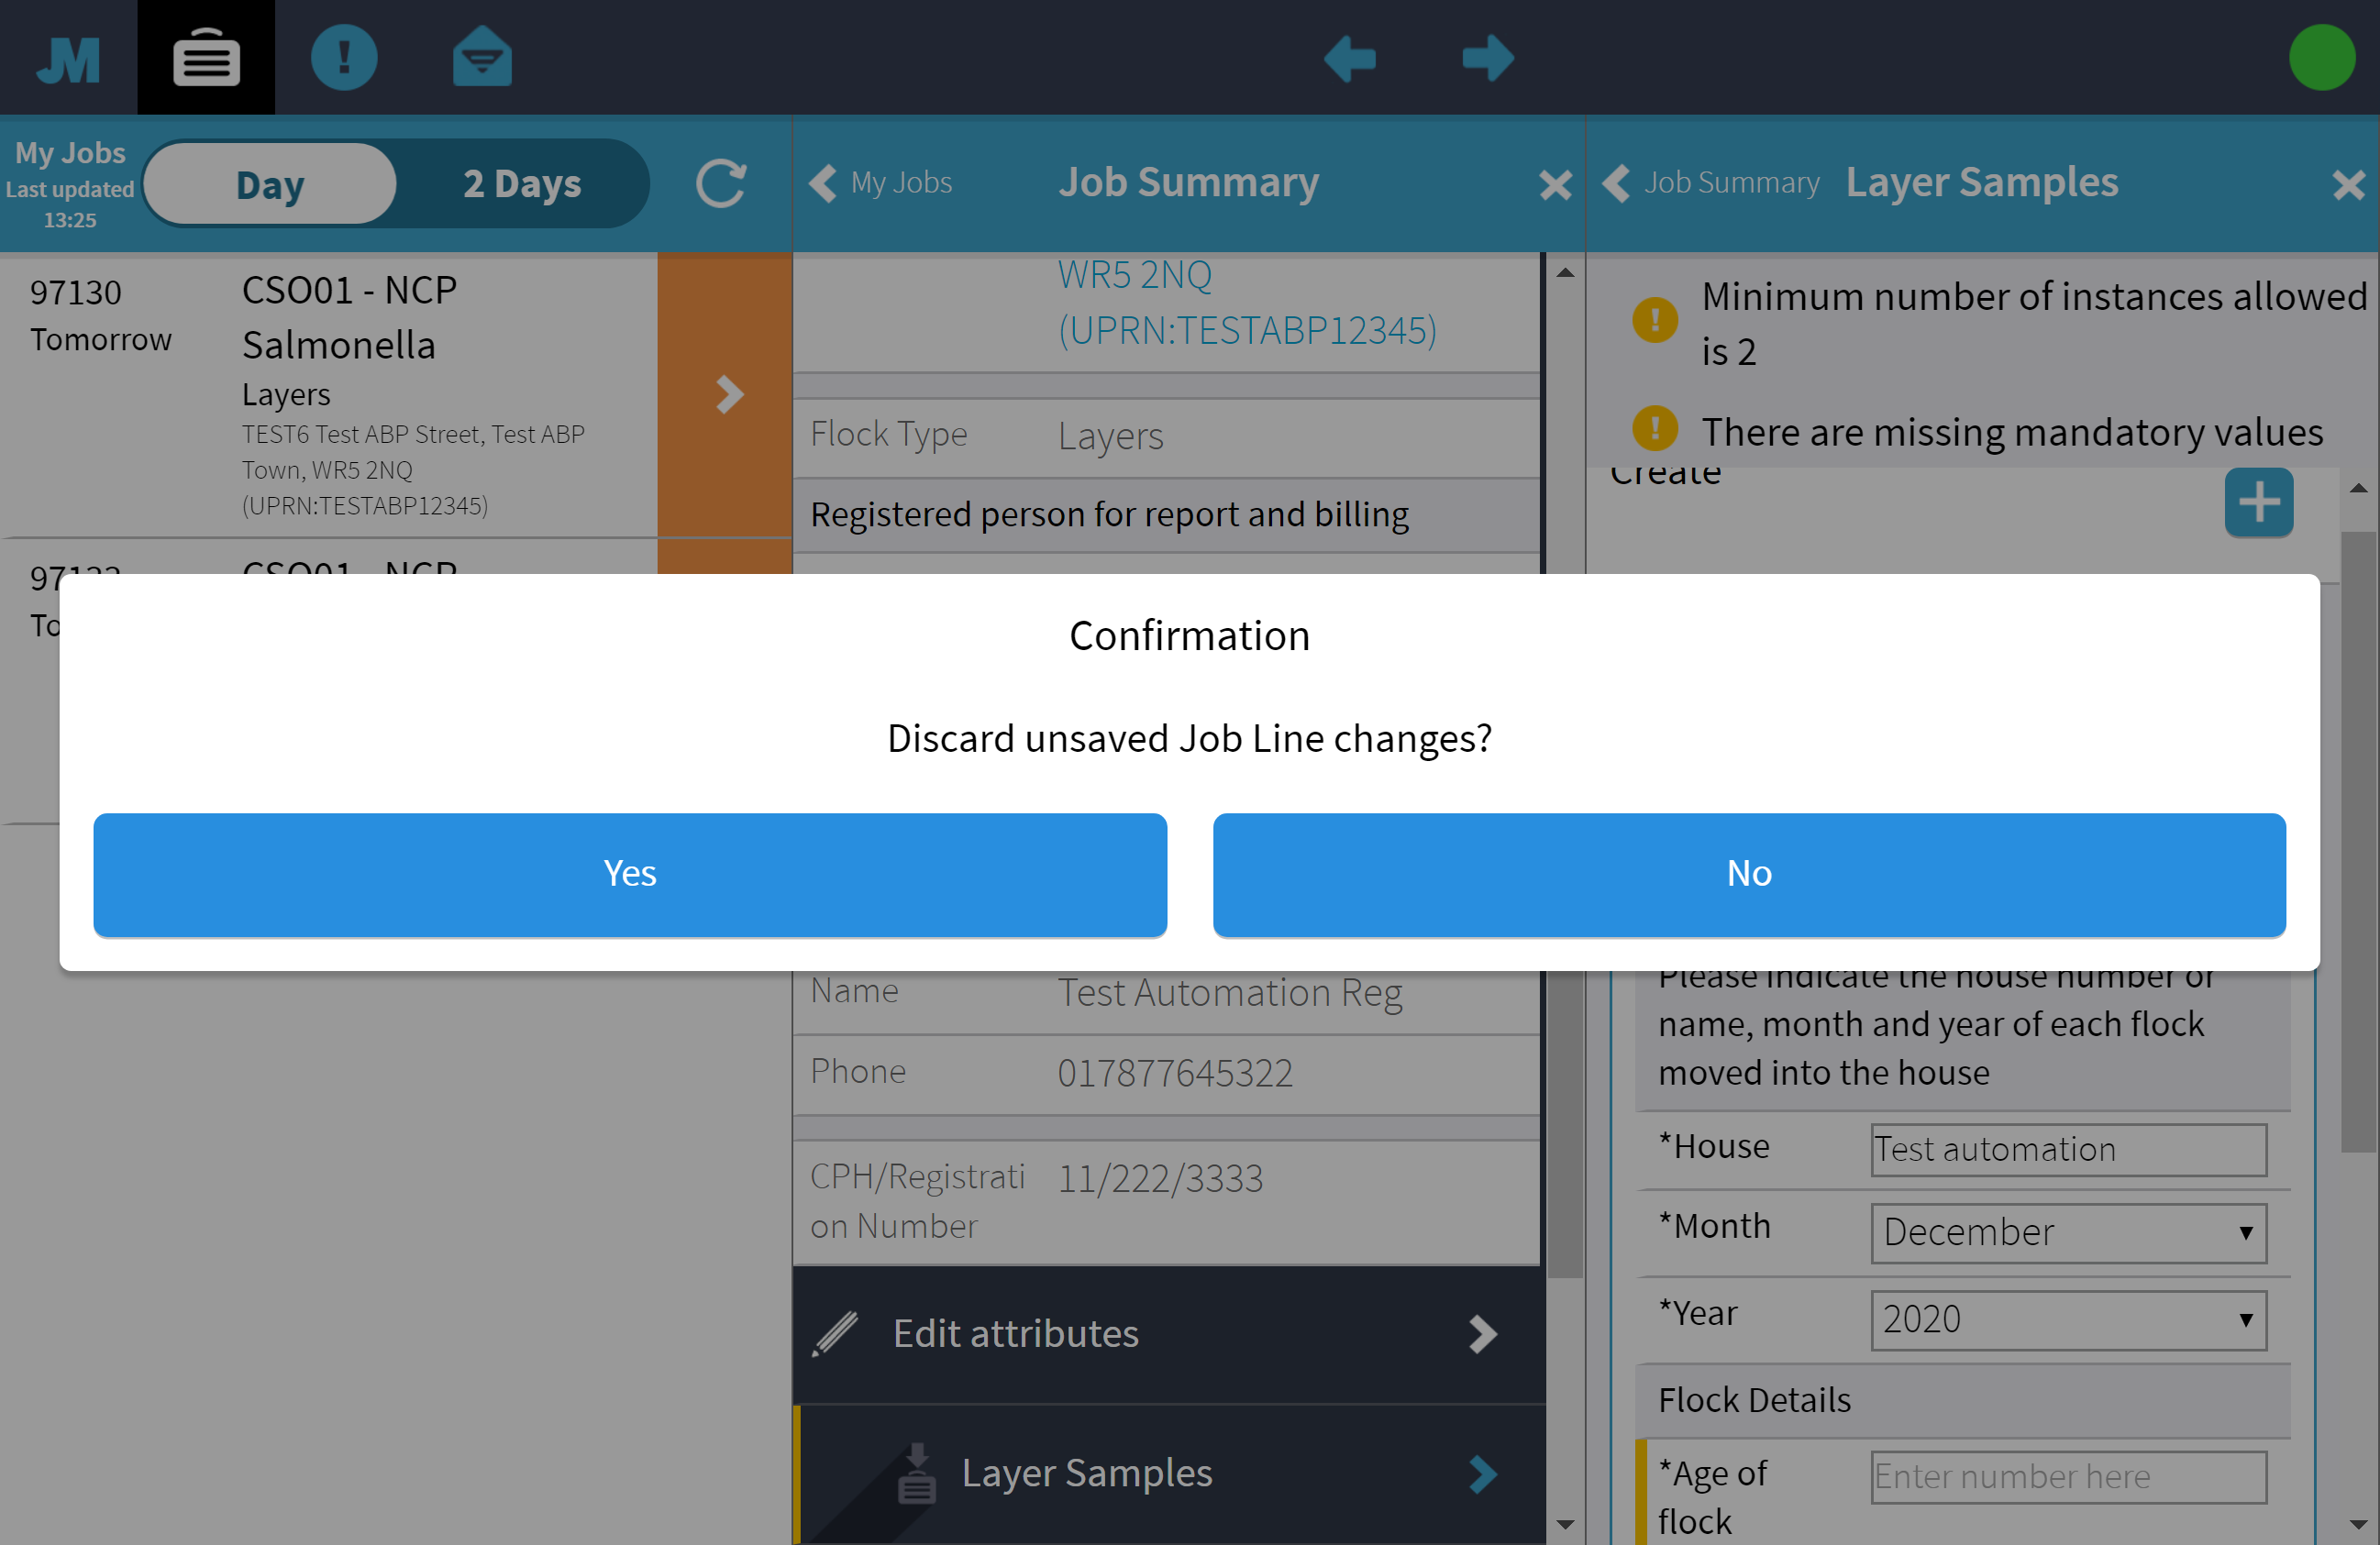 JM
My Jobs
Last updated
13:25
Day
2 Days
My Jobs
Job Summary
Job Summary
Layer Samples
97130
Tomorrow
CSO01 - NCP
Salmonella
Layers
TEST6 Test ABP Street, Test ABP
Town, WR5 2NQ
(UPRN:TESTABP12345)
CSO01 - NCP
WR5 2NQ
(UPRN:TESTABP12345)
Flock Type
Layers
Registered person for report and billing
Minimum number of instances allowed
is 2
There are missing mandatory values
Create
Confirmation
Discard unsaved Job Line changes?
Yes
No
Name
Test Automation Reg
Phone
017877645322
CPH/Registrati
on Number
11/222/3333
Edit attributes
Layer Samples
Please indicate the house number or
name, month and year of each flock
moved into the house
*House
Test automation
*Month
December
*Year
2020
Flock Details
*Age of
flock
Enter number here